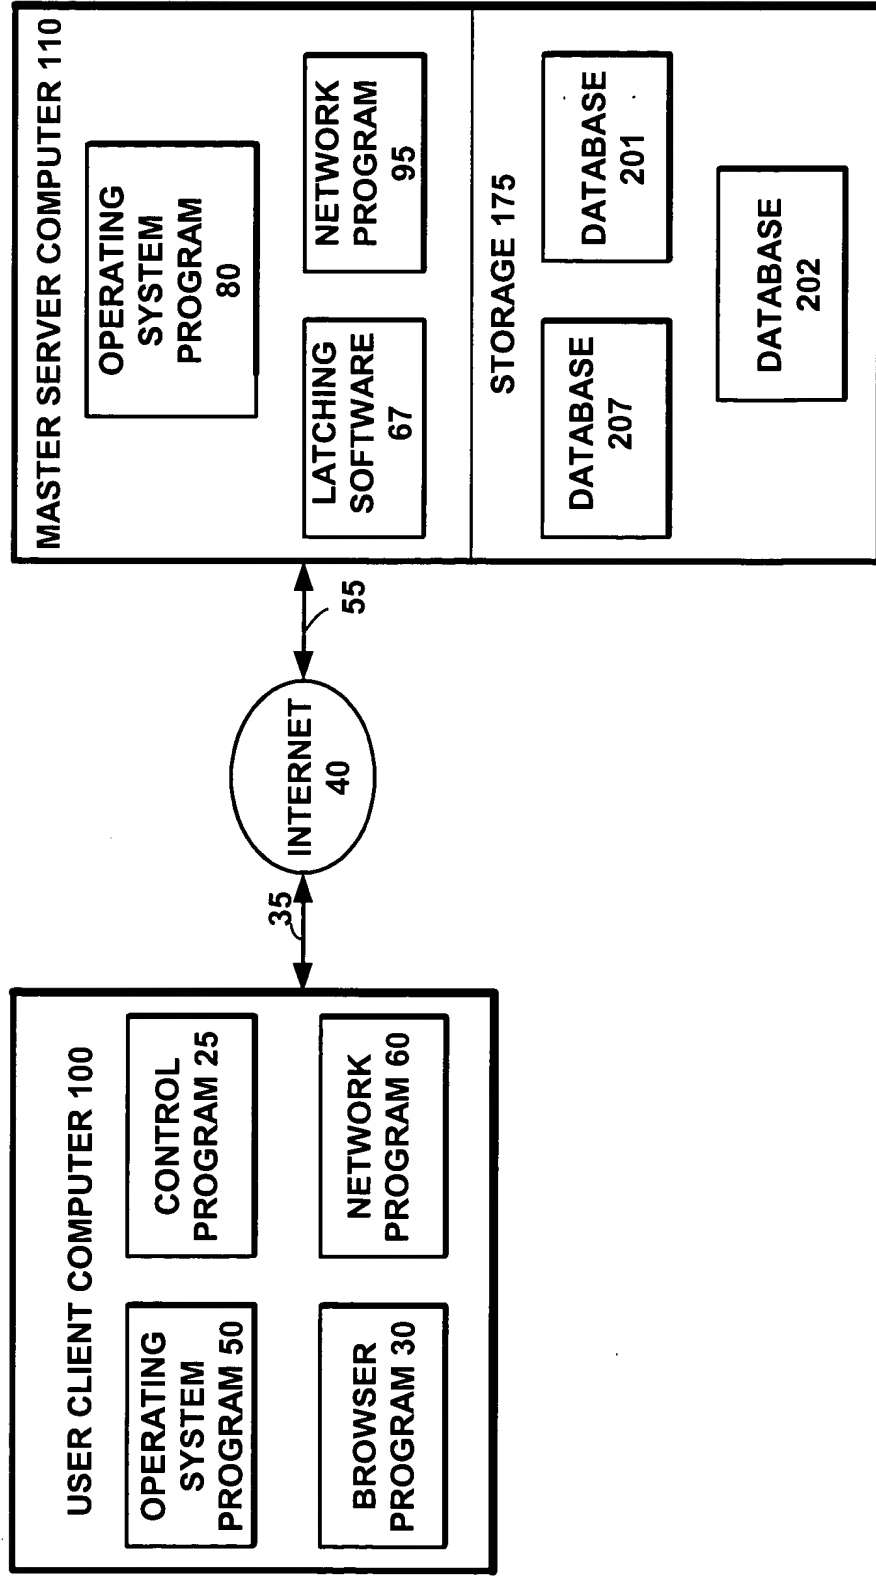 USER CLIENT COMPUTER 100
OPERATING
SYSTEM
PROGRAM 50
CONTROL
PROGRAM 25
BROWSER
PROGRAM 30
NETWORK
PROGRAM 60
35
INTERNET
40
55
MASTER SERVER COMPUTER 110
OPERATING
SYSTEM
PROGRAM
80
LATCHING
SOFTWARE
67
NETWORK
PROGRAM
95
STORAGE 175
DATABASE
207
DATABASE
201
DATABASE
202